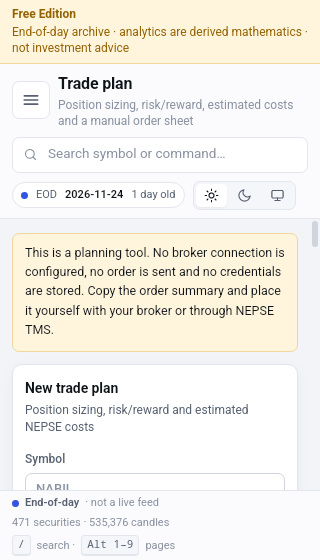 Free Edition
End-of-day archive · analytics are derived mathematics ·
not investment advice
Trade plan
Position sizing, risk/reward, estimated costs
and a manual order sheet
Search symbol or command…
EOD 2026-11-24 1 day old
This is a planning tool. No broker connection is
configured, no order is sent and no credentials
are stored. Copy the order summary and place
it yourself with your broker or through NEPSE
TMS.
New trade plan
Position sizing, risk/reward and estimated
NEPSE costs
Symbol
NABIL
End-of-day · not a live feed
471 securities · 535,376 candles
/ search · Alt 1–9 pages